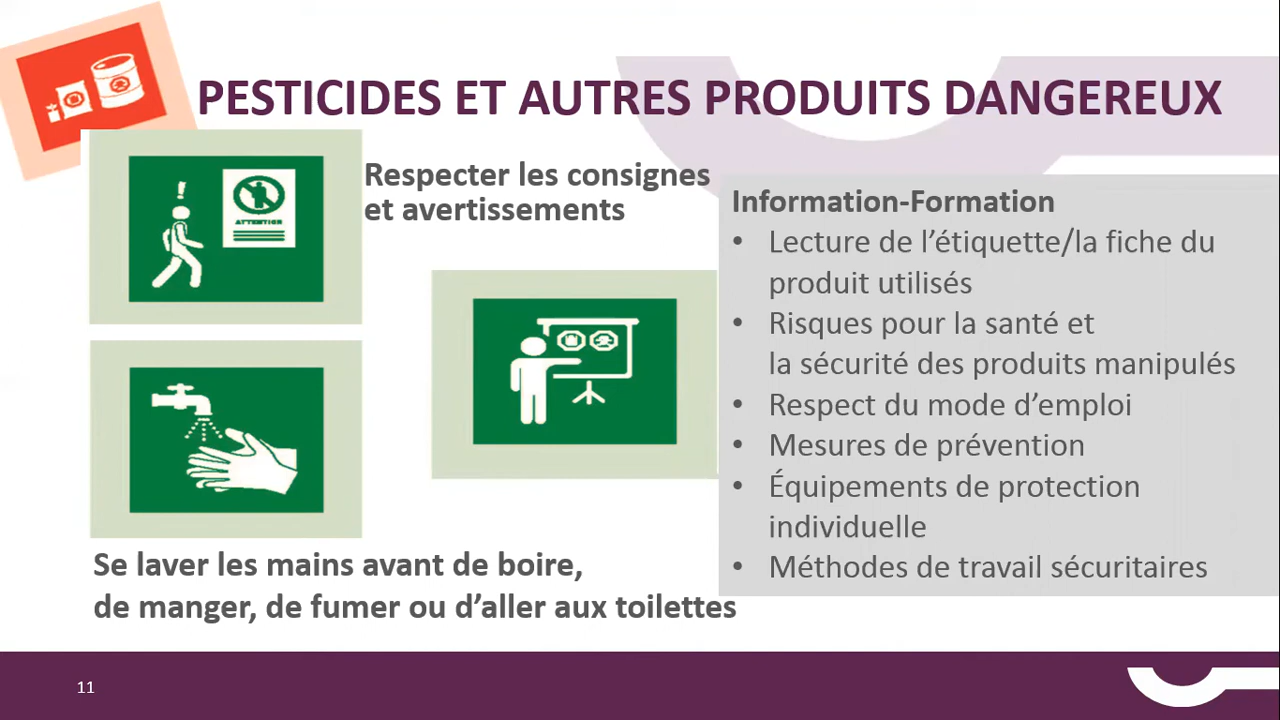 PESTICIDES ET AUTRES PRODUITS DANGEREUX
Respecter les consignes
et avertissements
ATTENTION
Se laver les mains avant de boire,
de manger, de fumer ou d’aller aux toilettes
Information-Formation
• Lecture de l’étiquette/la fiche du
produit utilisés
• Risques pour la santé et
la sécurité des produits manipulés
• Respect du mode d’emploi
• Mesures de prévention
• Équipements de protection
individuelle
• Méthodes de travail sécuritaires
11